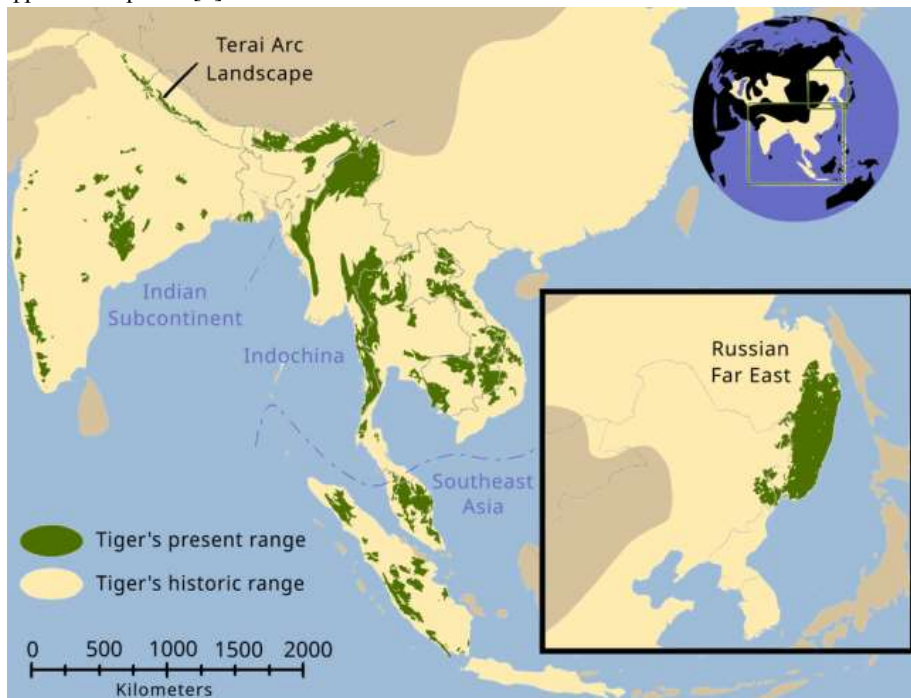 Terai Arc
Landscape
Indian
Subcontinent
Indochina
Russian
Far East
Southeast
Asia
Tiger's present range
Tiger's historic range
0 500 1000 1500 2000
Kilometers